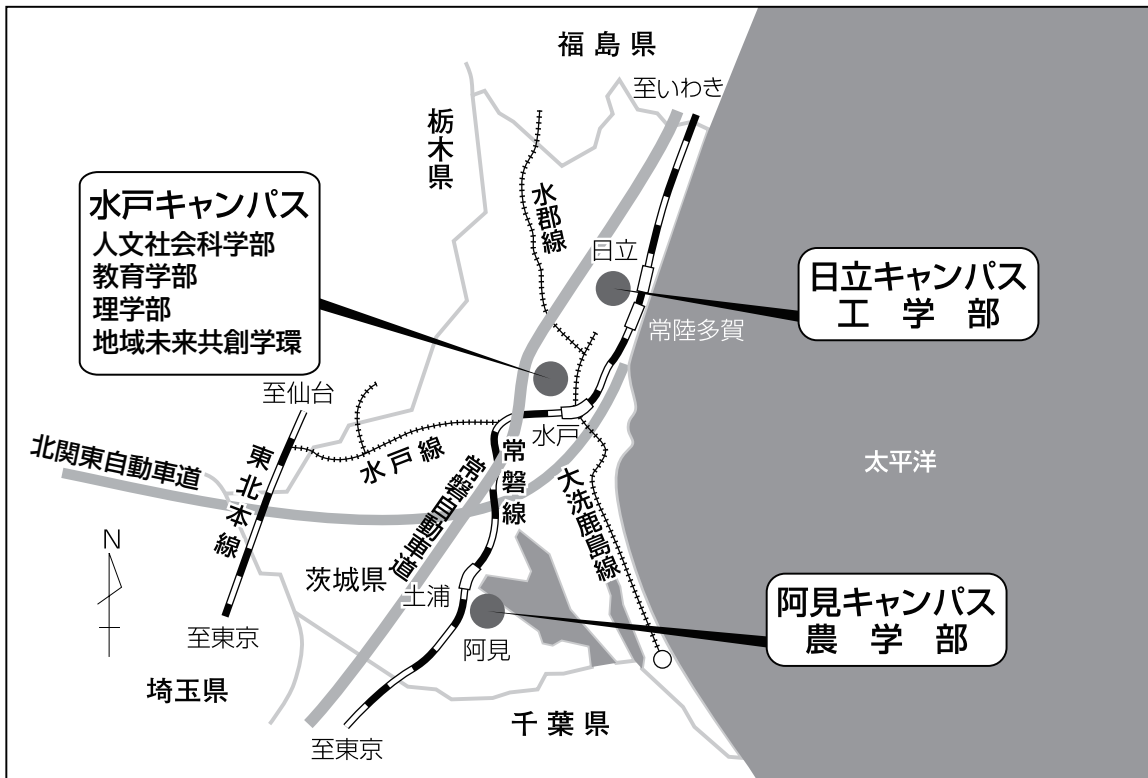 福島県
至いわき
栃木県
水戸キャンパス
人文社会科学部
教育学部
理学部
地域未来共創学環
水郡線
日立
日立キャンパス
工学部
常陸多賀
至仙台
水戸
水戸線
北関東自動車道
東北本線
常磐線
常磐自動車道
大洗鹿島線
太平洋
N
茨城県
土浦
阿見
阿見キャンパス
農学部
至東京
埼玉県
千葉県
至東京